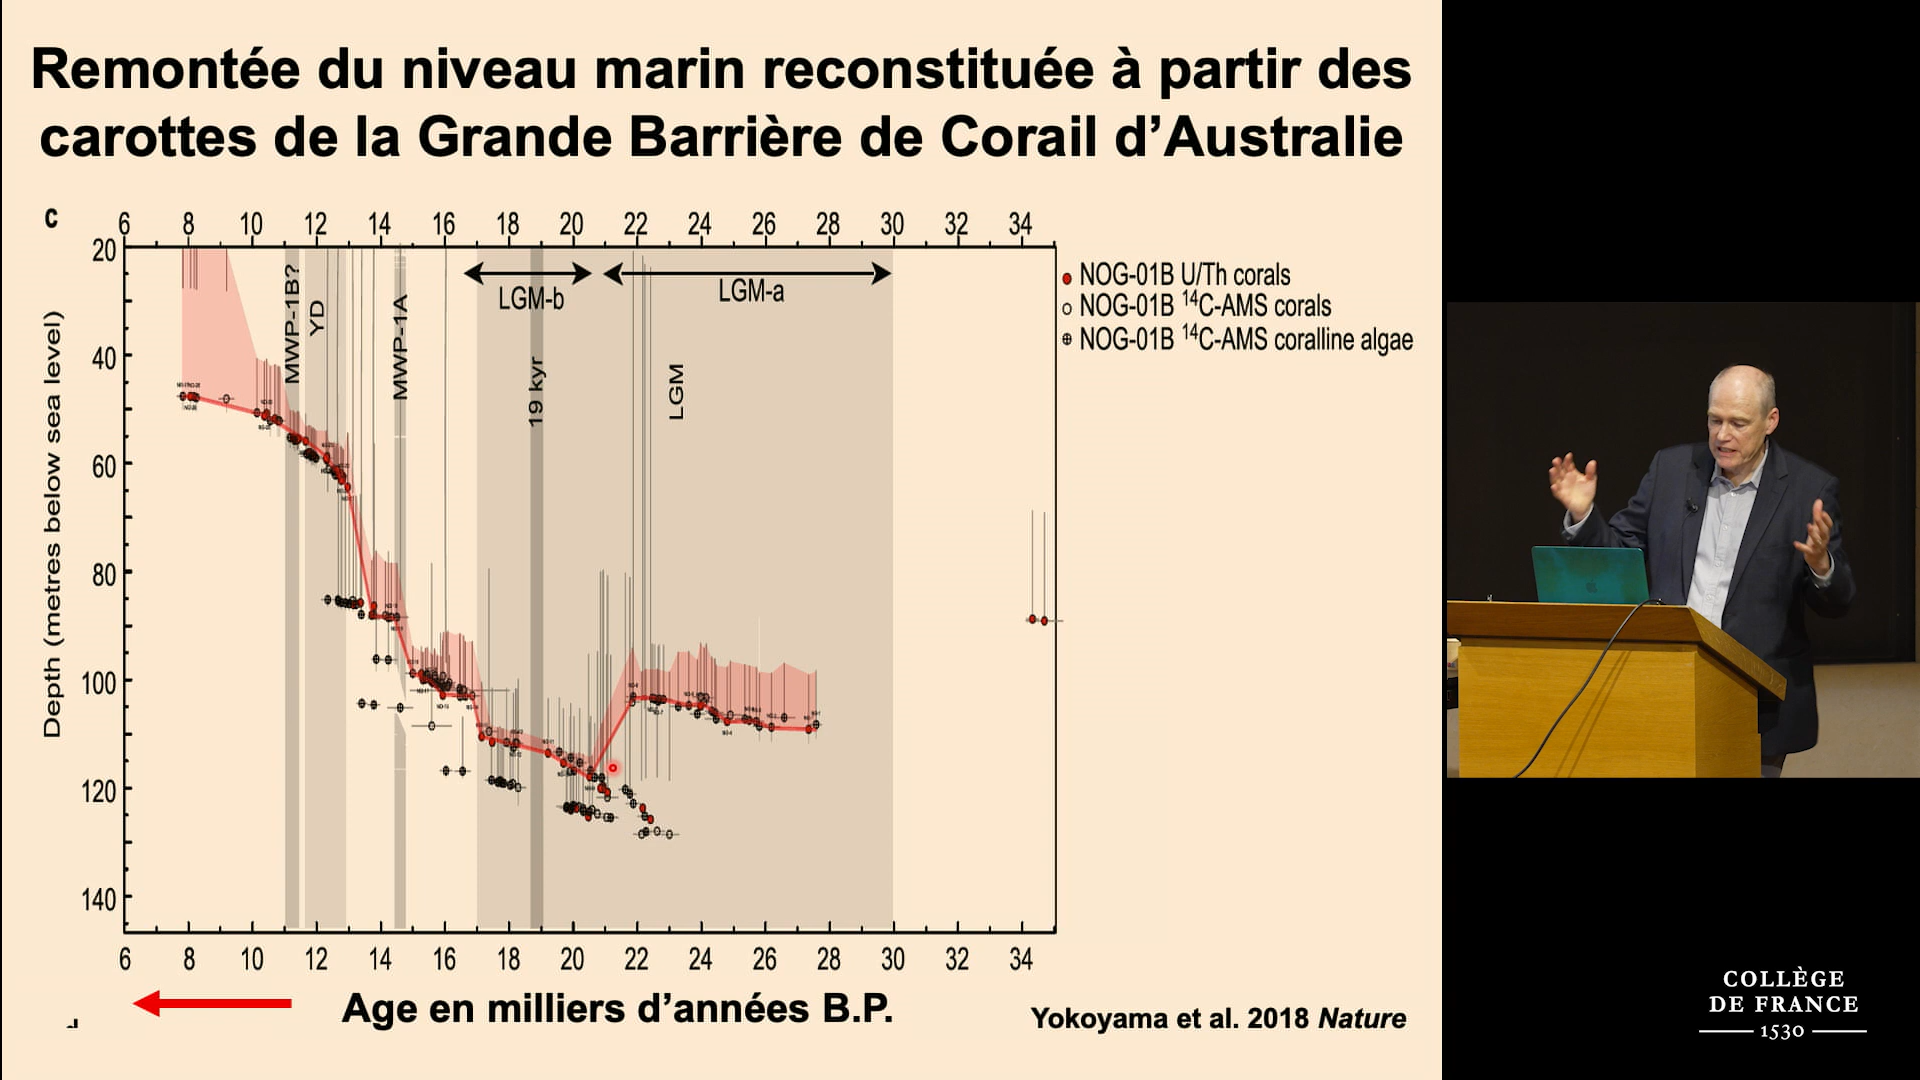 Remontée du niveau marin reconstituée à partir des
carottes de la Grande Barrière de Corail d’Australie
c
6 8 10 12 14 16 18 20 22 24 26 28 30 32 34
20
40
60
80
100
120
140
Depth (metres below sea level)
MWP-1B?
YD
MWP-1A
LGM-b
19 kyr
LGM-a
LGM
NOG-01B U/Th corals
NOG-01B ¹⁴C-AMS corals
NOG-01B ¹⁴C-AMS coralline algae
6 8 10 12 14 16 18 20 22 24 26 28 30 32 34
Age en milliers d’années B.P.
Yokoyama et al. 2018 Nature
COLLÈGE
DE FRANCE
1530